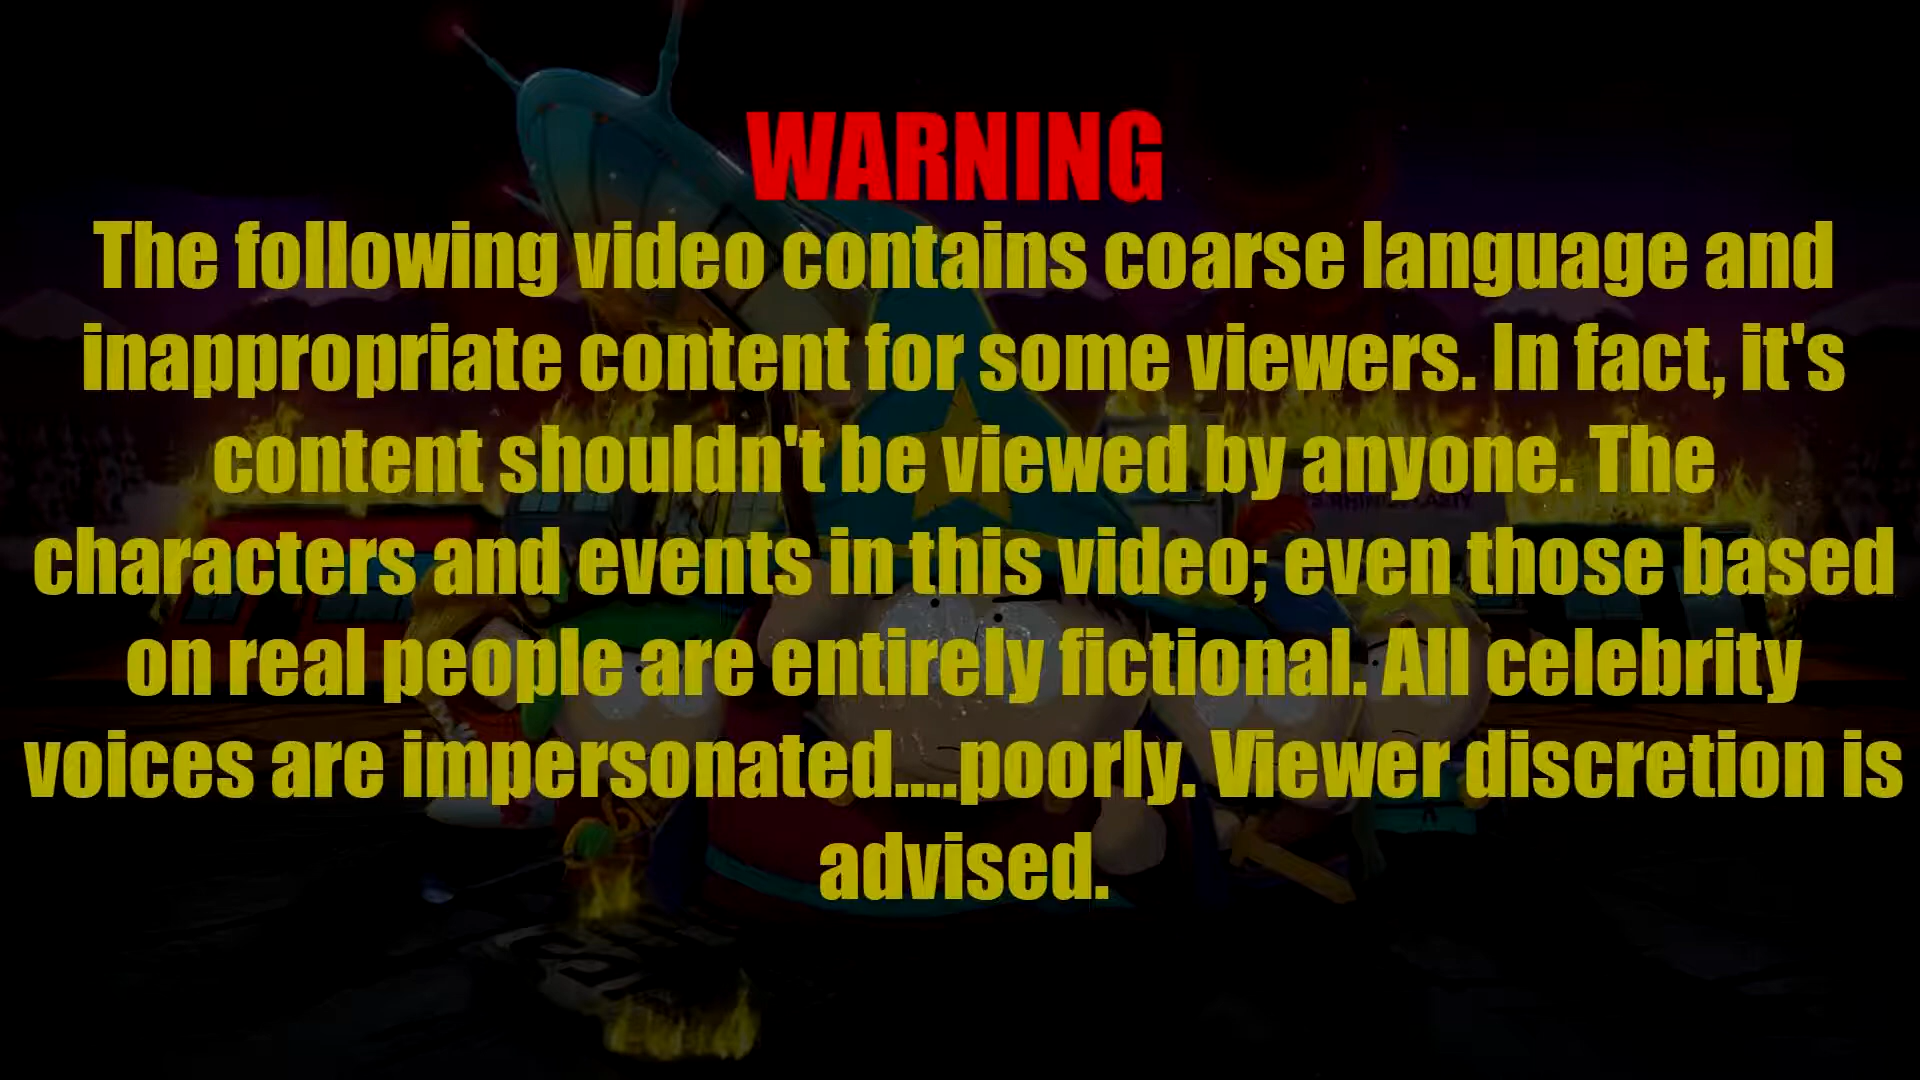 WARNING
The following video contains coarse language and
inappropriate content for some viewers. In fact, it's
content shouldn't be viewed by anyone. The
characters and events in this video; even those based
on real people are entirely fictional. All celebrity
voices are impersonated....poorly. Viewer discretion is
advised.